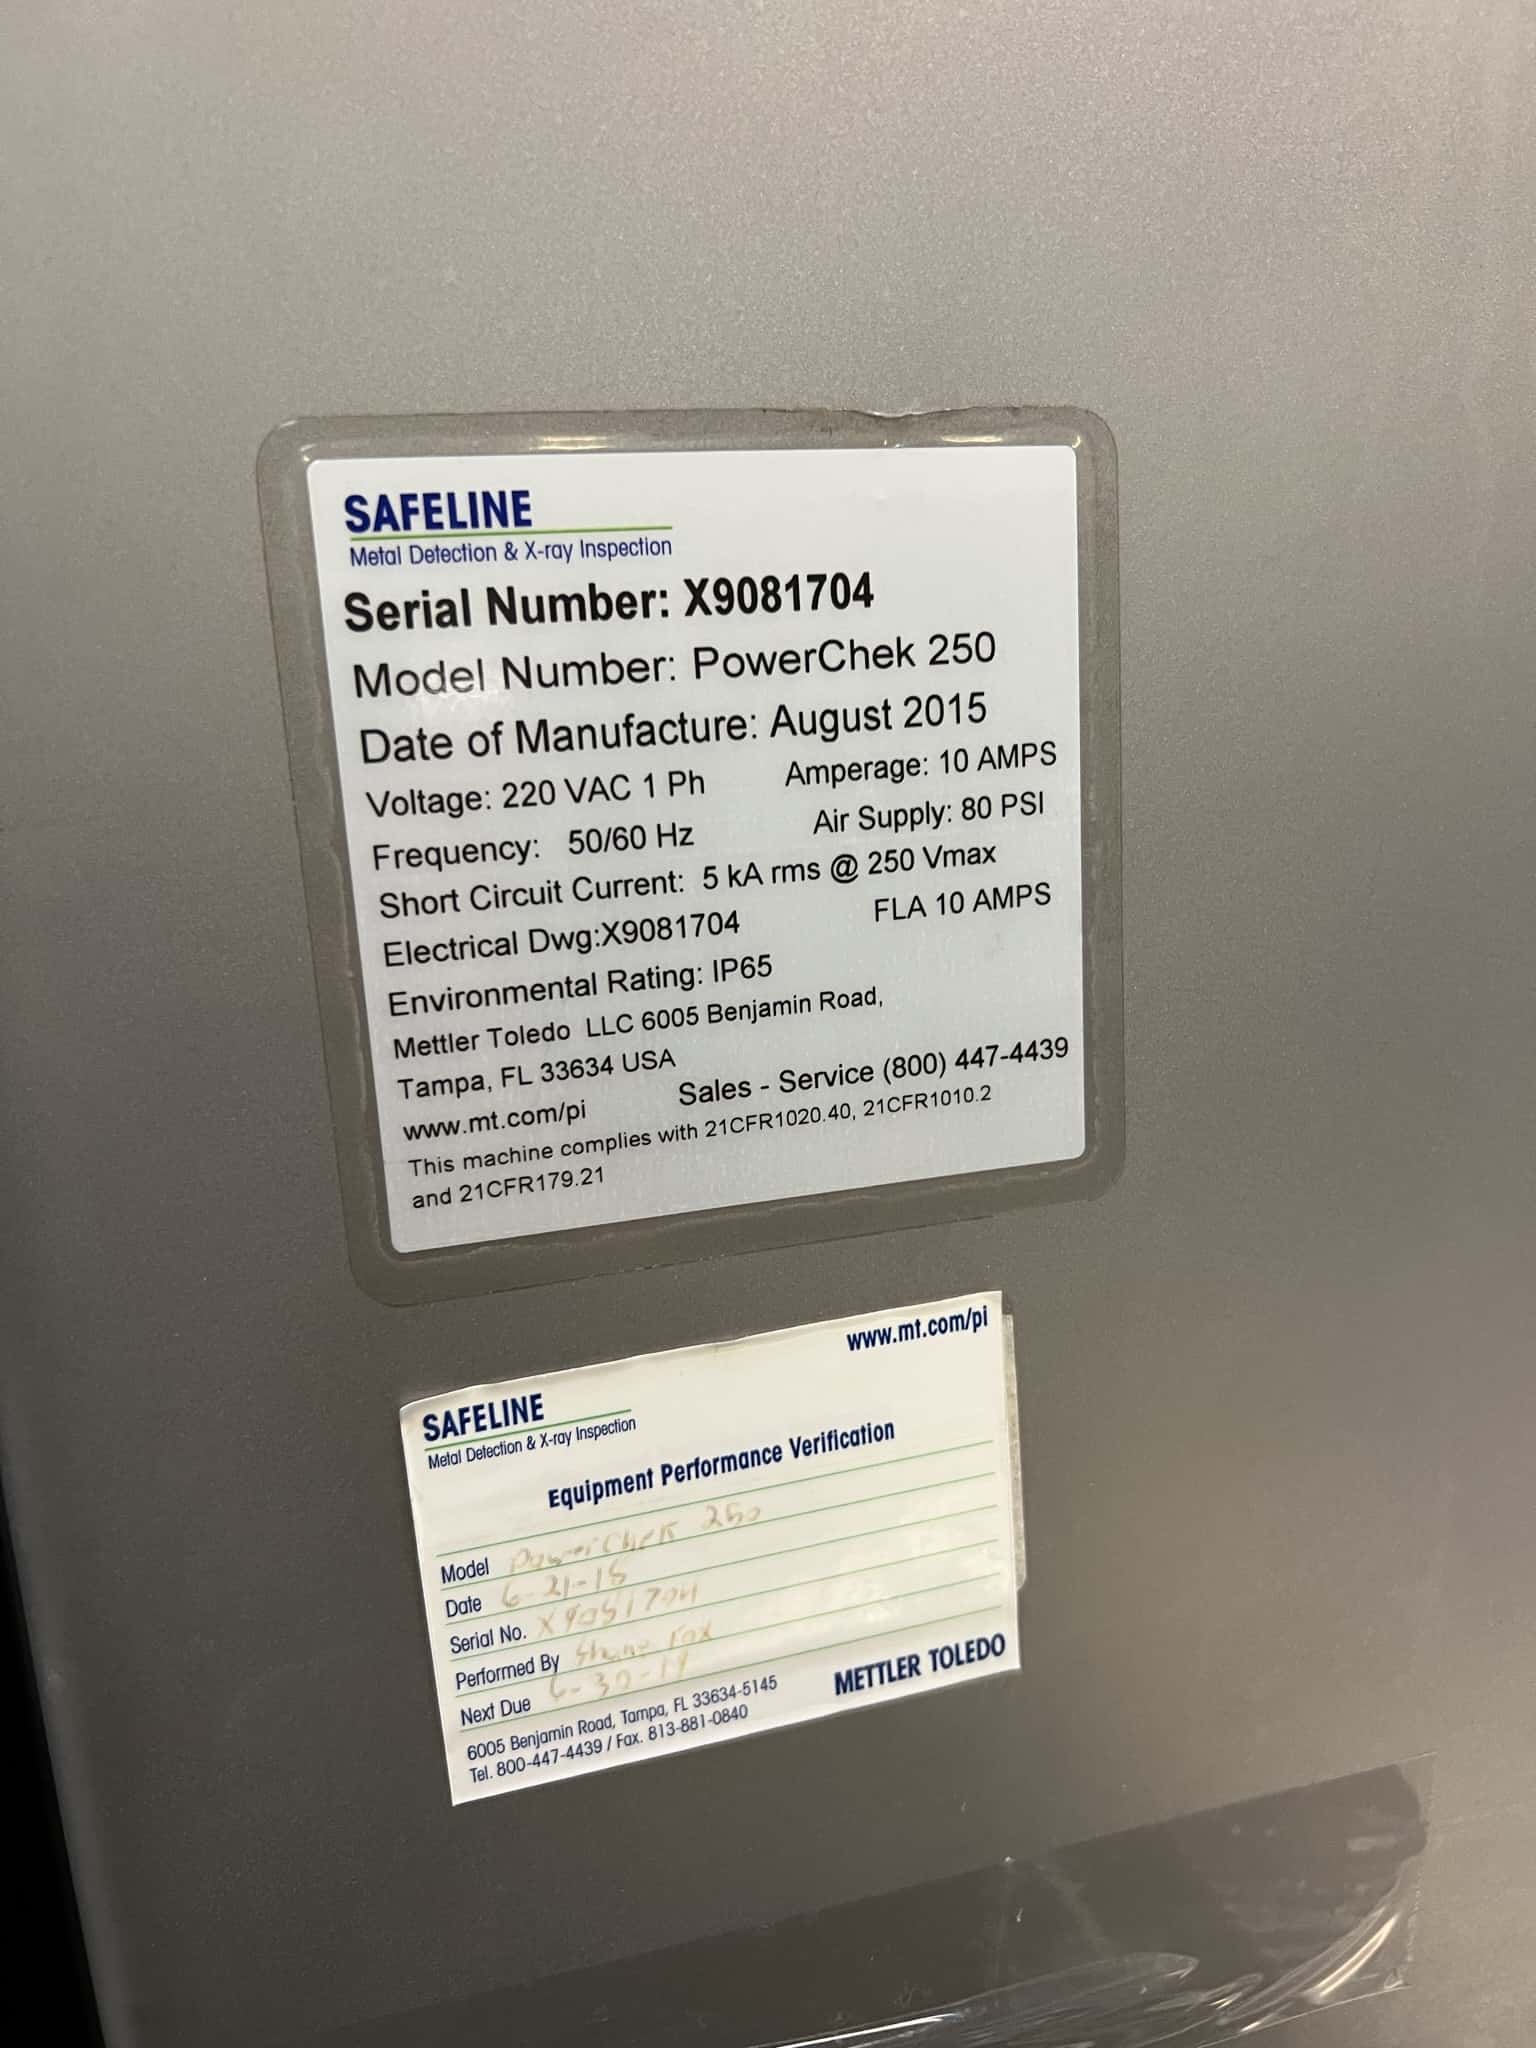 SAFELINE
Metal Detection & X-ray Inspection
Serial Number: X9081704
Model Number: PowerChek 250
Date of Manufacture: August 2015
Voltage: 220 VAC 1 Ph Amperage: 10 AMPS
Frequency: 50/60 Hz Air Supply: 80 PSI
Short Circuit Current: 5 kA rms @ 250 Vmax
Electrical Dwg:X9081704 FLA 10 AMPS
Environmental Rating: IP65
Mettler Toledo LLC 6005 Benjamin Road,
Tampa, FL 33634 USA
www.mt.com/pi Sales - Service (800) 447-4439
This machine complies with 21CFR1020.40, 21CFR1010.2
and 21CFR179.21
www.mt.com/pi
SAFELINE
Metal Detection & X-ray Inspection
Equipment Performance Verification
Model PowerChek 250
Date
Serial No. X9081704
Performed By Fox
Next Due
METTLER TOLEDO
6005 Benjamin Road, Tampa, FL 33634-5145
Tel. 800-447-4439 / Fax. 813-881-0840